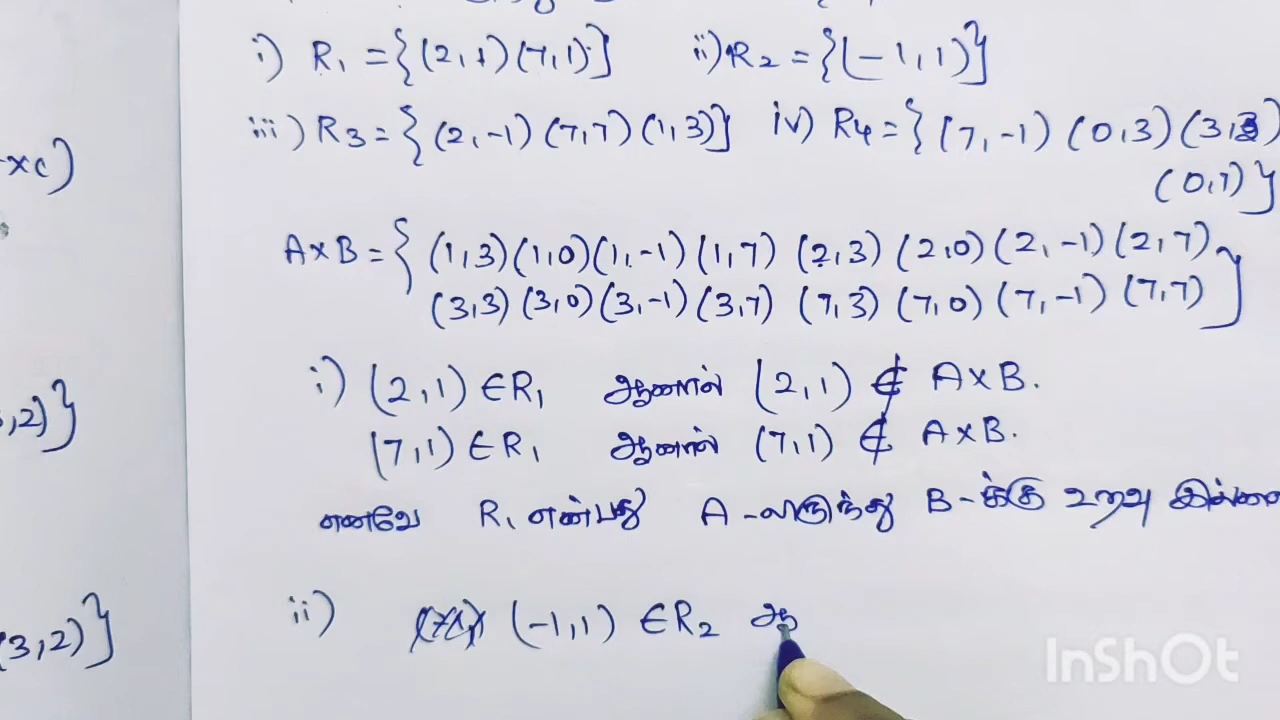 i) R₁ = {(2,1)(7,1)} ii) R₂ = {(-1,1)}
iii) R₃ = {(2,-1)(7,7)(1,3)} iv) R₄ = {(7,-1)(0,3)(3,3)
×c)
(0,7)}
A×B = {(1,3)(1,0)(1,-1)(1,7)(2,3)(2,0)(2,-1)(2,7)
(3,3)(3,0)(3,-1)(3,7)(7,3)(7,0)(7,-1)(7,7)}
i) (2,1) ∈ R₁ ஆனால் (2,1) ∉ A×B.
,2)}
(7,1) ∈ R₁ ஆனால் (7,1) ∉ A×B.
எனவே R₁ என்பது A-லிருந்து B-க்கு உறவு
ii) (-1,1) ∈ R₂ ஆ
3,2)}
InShOt